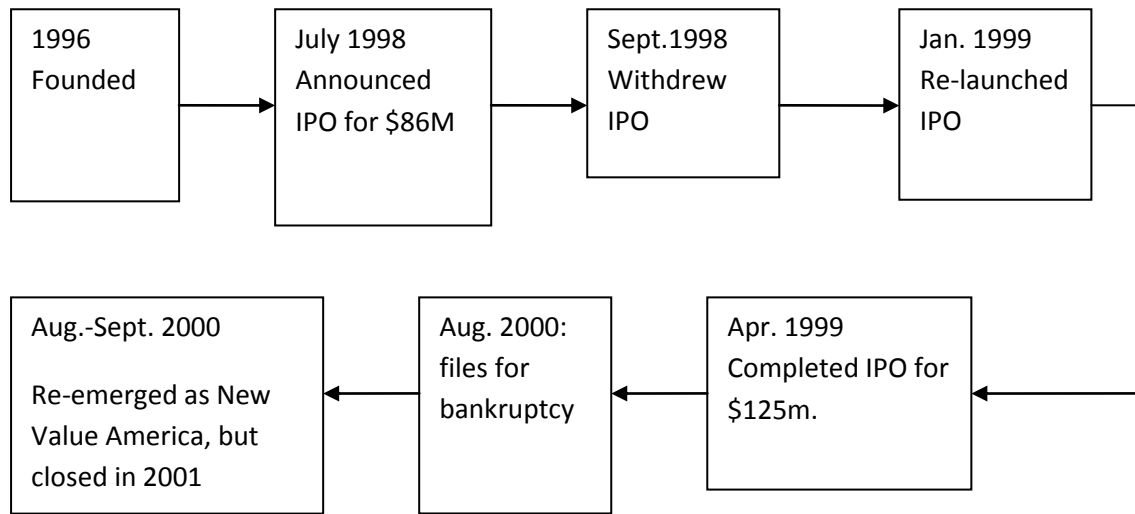 1996
Founded
July 1998
Announced
IPO for $86M
Sept.1998
Withdrew
IPO
Jan. 1999
Re-launched
IPO
Apr. 1999
Completed IPO for
$125m.
Aug. 2000:
files for
bankruptcy
Aug.-Sept. 2000
Re-emerged as New
Value America, but
closed in 2001